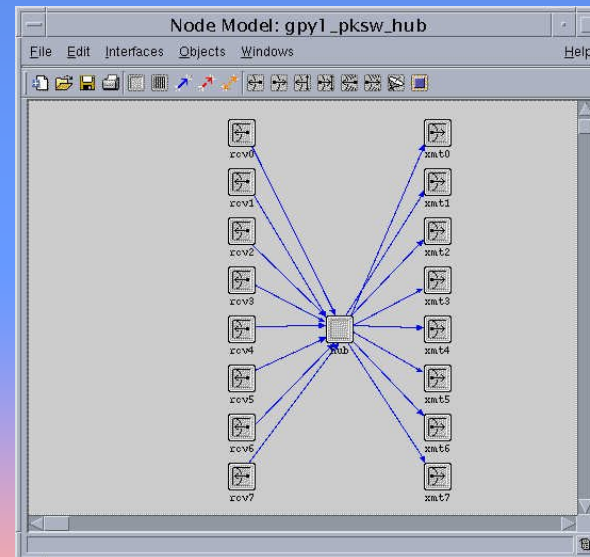 Node Model: gpy1_pksw_hub
File Edit Interfaces Objects Windows Help
rcv0 xmt0
rcv1 xmt1
rcv2 xmt2
rcv3 xmt3
rcv4 hub xmt4
rcv5 xmt5
rcv6 xmt6
rcv7 xmt7